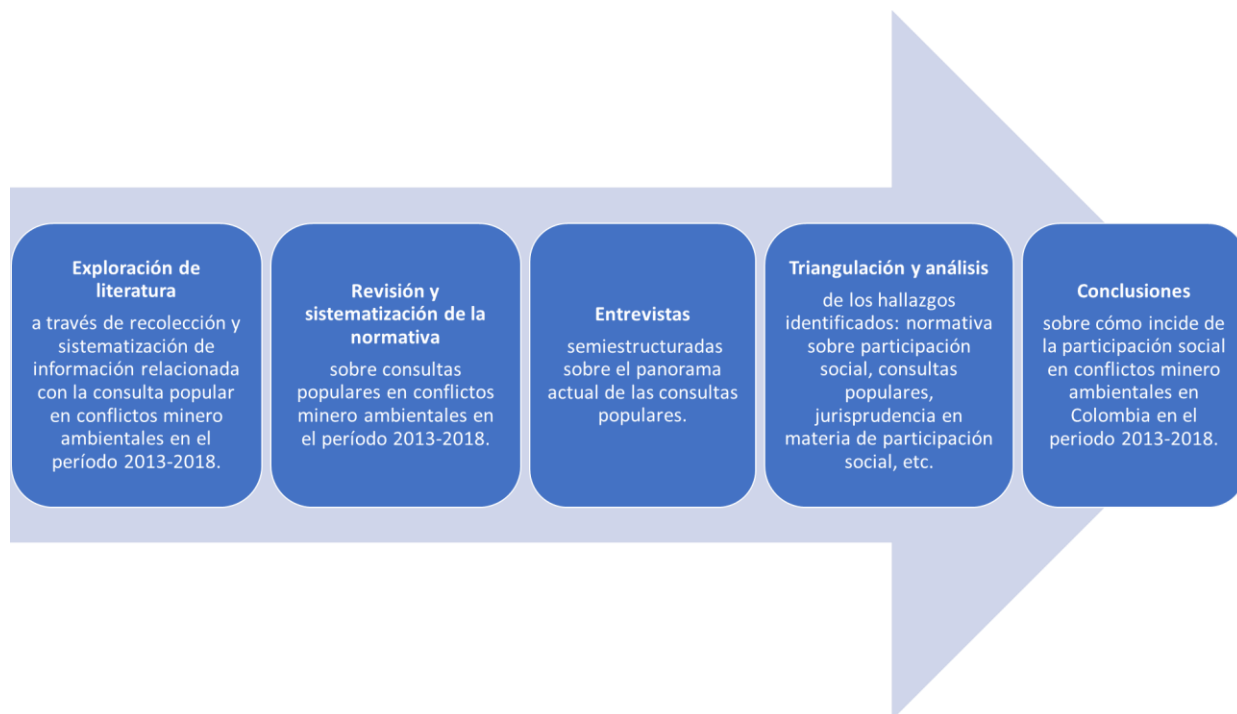 Exploración de
literatura
a través de recolección y
sistematización de
información relacionada
con la consulta popular
en conflictos minero
ambientales en el
período 2013-2018.
Revisión y
sistematización de la
normativa
sobre consultas
populares en conflictos
minero ambientales en
el período 2013-2018.
Entrevistas
semiestructuradas
sobre el panorama
actual de las consultas
populares.
Triangulación y análisis
de los hallazgos
identificados: normativa
sobre participación
social, consultas
populares,
jurisprudencia en
materia de participación
social, etc.
Conclusiones
sobre cómo incide de
la participación social
en conflictos minero
ambientales en
Colombia en el
periodo 2013-2018.